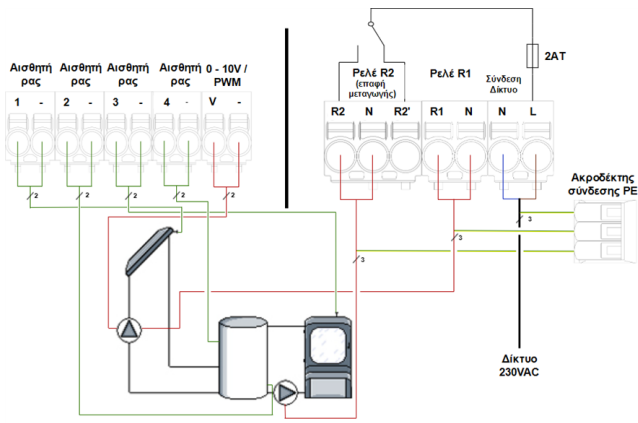 Αισθητή
ρας
Αισθητή
ρας
Αισθητή
ρας
Αισθητή
ρας
0 - 10V /
PWM
1 -
2 -
3 -
4 -
V -
2
2
2
2
2
2AT
Ρελέ R2
(επαφή
μεταγωγής)
Ρελέ R1
Σύνδεση
Δίκτυο
R2 N R2'
R1 N
N L
Ακροδέκτης
σύνδεσης PE
3
3
3
Δίκτυο
230VAC